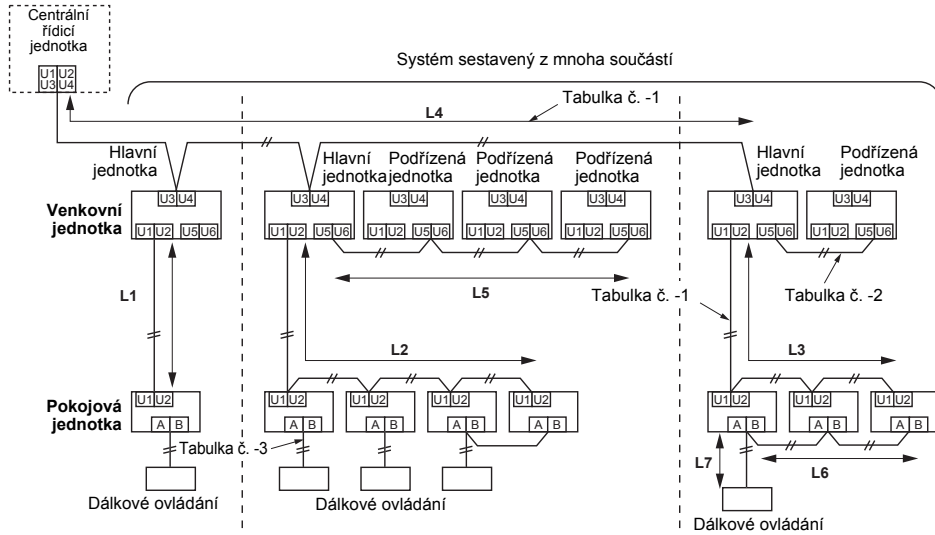 Centrální
řídicí
jednotka
U1 U2
U3 U4
Systém sestavený z mnoha součástí
L4
Tabulka č. -1
Hlavní
jednotka
Hlavní
jednotka
Podřízená
jednotka
Podřízená
jednotka
Podřízená
jednotka
Hlavní
jednotka
Podřízená
jednotka
Venkovní
jednotka
U3 U4
U1 U2 U5 U6
U3 U4
U1 U2 U5 U6
U3 U4
U1 U2 U5 U6
U3 U4
U1 U2 U5 U6
U3 U4
U1 U2 U5 U6
U3 U4
U1 U2 U5 U6
U3 U4
U1 U2 U5 U6
L1
L5
Tabulka č. -1
Tabulka č. -2
L2
L3
Pokojová
jednotka
U1 U2
A B
U1 U2
A B
U1 U2
A B
U1 U2
A B
U1 U2
A B
U1 U2
A B
U1 U2
A B
U1 U2
A B
Tabulka č. -3
L7
L6
Dálkové ovládání
Dálkové ovládání
Dálkové ovládání